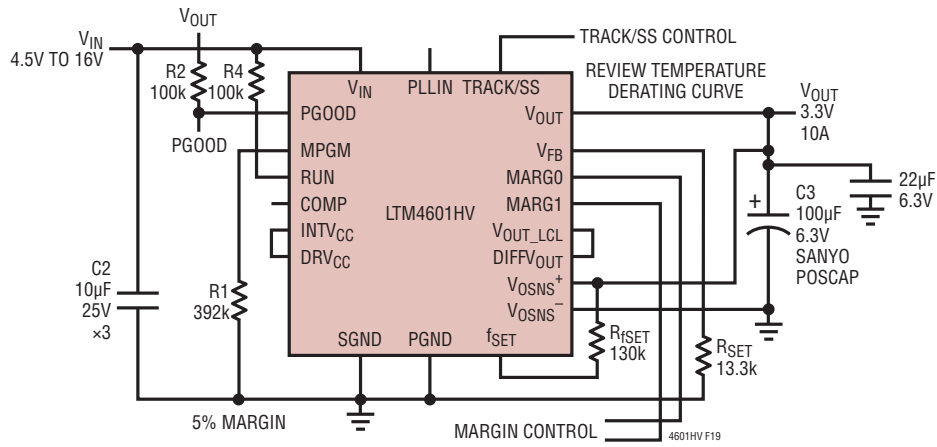 VOUT
VIN
4.5V TO 16V
R2
100k
R4
100k
PGOOD
TRACK/SS CONTROL
REVIEW TEMPERATURE
DERATING CURVE
VIN
PLLIN
TRACK/SS
PGOOD
MPGM
RUN
COMP
INTVCC
DRVCC
LTM4601HV
VOUT
VFB
MARG0
MARG1
VOUT_LCL
DIFFVOUT
VOSNS+
VOSNS–
SGND
PGND
fSET
VOUT
3.3V
10A
22µF
6.3V
+
C3
100µF
6.3V
SANYO
POSCAP
C2
10µF
25V
×3
R1
392k
RfSET
130k
RSET
13.3k
5% MARGIN
MARGIN CONTROL
4601HV F19